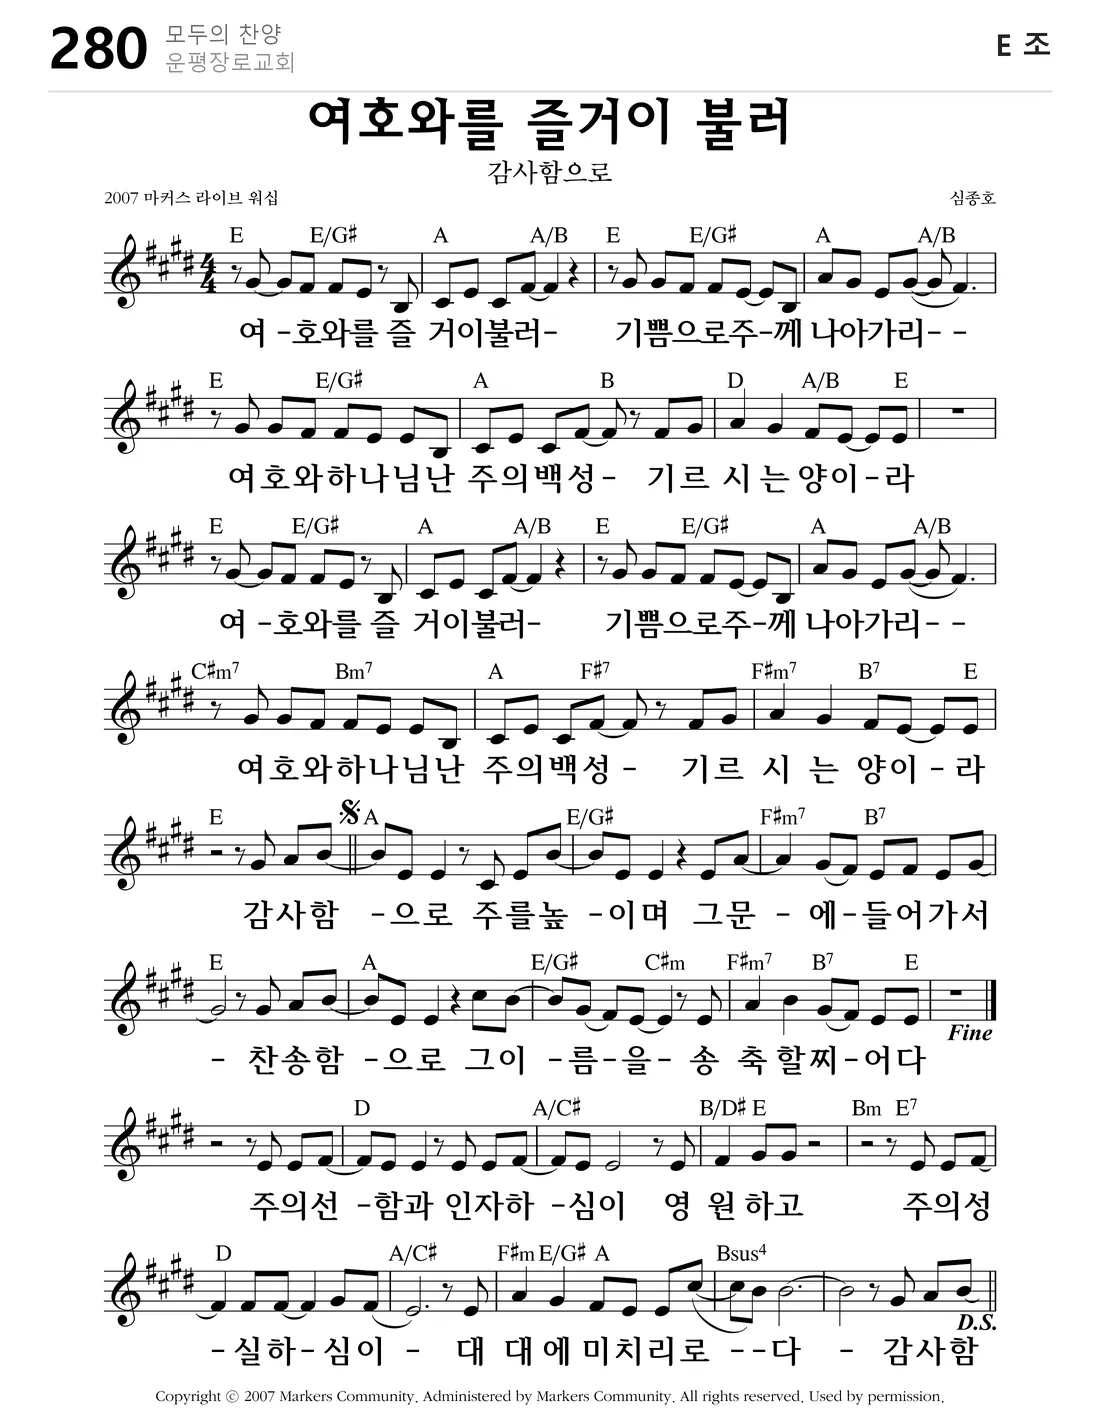 280 모두의 찬양
운평장로교회
E 조
여호와를 즐거이 불러
감사함으로
2007 마커스 라이브 워십 심종호
E E/G♯ A A/B E E/G♯ A A/B
여 -호와를 즐 거이불러- 기쁨으로주-께 나아가리- -
E E/G♯ A B D A/B E
여호와하나님난 주의백성- 기르 시는양이-라
E E/G♯ A A/B E E/G♯ A A/B
여 -호와를 즐 거이불러- 기쁨으로주-께 나아가리- -
C♯m7 Bm7 A F♯7 F♯m7 B7 E
여호와하나님난 주의백성 - 기르 시 는 양이-라
E A E/G♯ F♯m7 B7
감사함 -으로 주를높 -이며 그문 - 에-들어가서
E A E/G♯ C♯m F♯m7 B7 E
Fine
- 찬송함 -으로 그이 -름-을- 송 축할찌-어다
D A/C♯ B/D♯ E Bm E7
주의선 -함과 인자하 -심이 영 원하고 주의성
D A/C♯ F♯m E/G♯ A Bsus4
D.S.
-실하-심이 - 대 대에미치리로 --다 - 감사함
Copyright ⓒ 2007 Markers Community. Administered by Markers Community. All rights reserved. Used by permission.